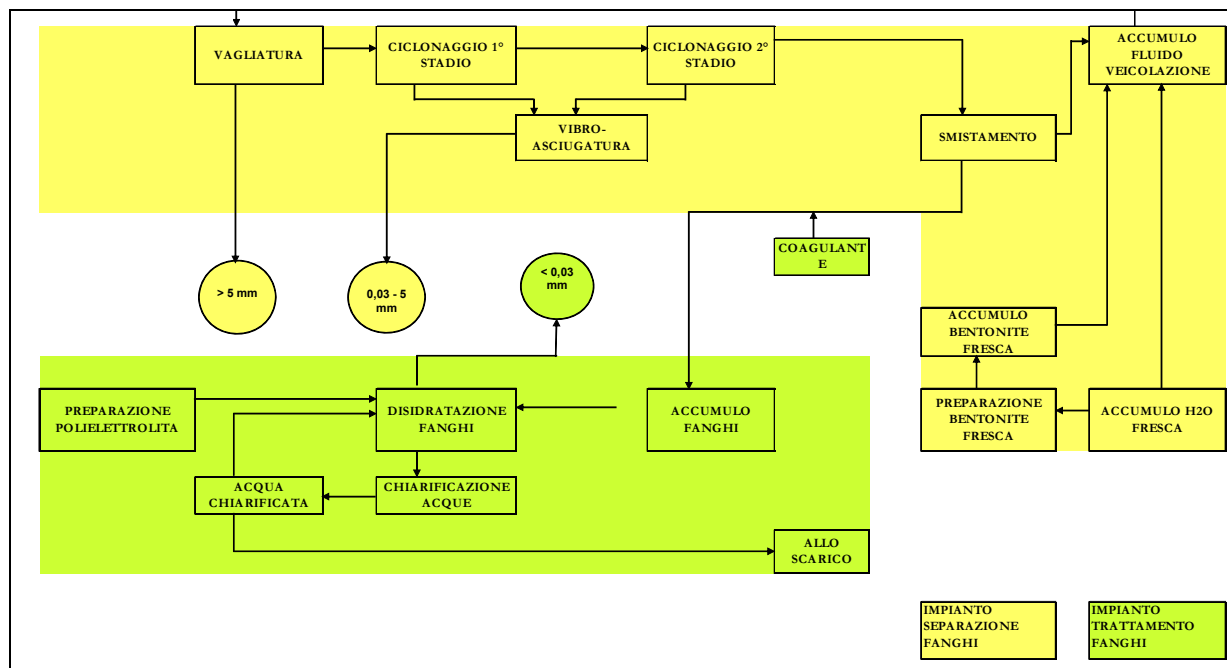 VAGLIATURA
CICLONAGGIO 1°
STADIO
CICLONAGGIO 2°
STADIO
ACCUMULO
FLUIDO
VEICOLAZIONE
VIBRO-
ASCIUGATURA
SMISTAMENTO
COAGULANT
E
> 5 mm
0,03 - 5
mm
< 0,03
mm
ACCUMULO
BENTONITE
FRESCA
PREPARAZIONE
POLIELETTROLITA
DISIDRATAZIONE
FANGHI
ACCUMULO
FANGHI
PREPARAZIONE
BENTONITE
FRESCA
ACCUMULO H2O
FRESCA
ACQUA
CHIARIFICATA
CHIARIFICAZIONE
ACQUE
ALLO
SCARICO
IMPIANTO
SEPARAZIONE
FANGHI
IMPIANTO
TRATTAMENTO
FANGHI